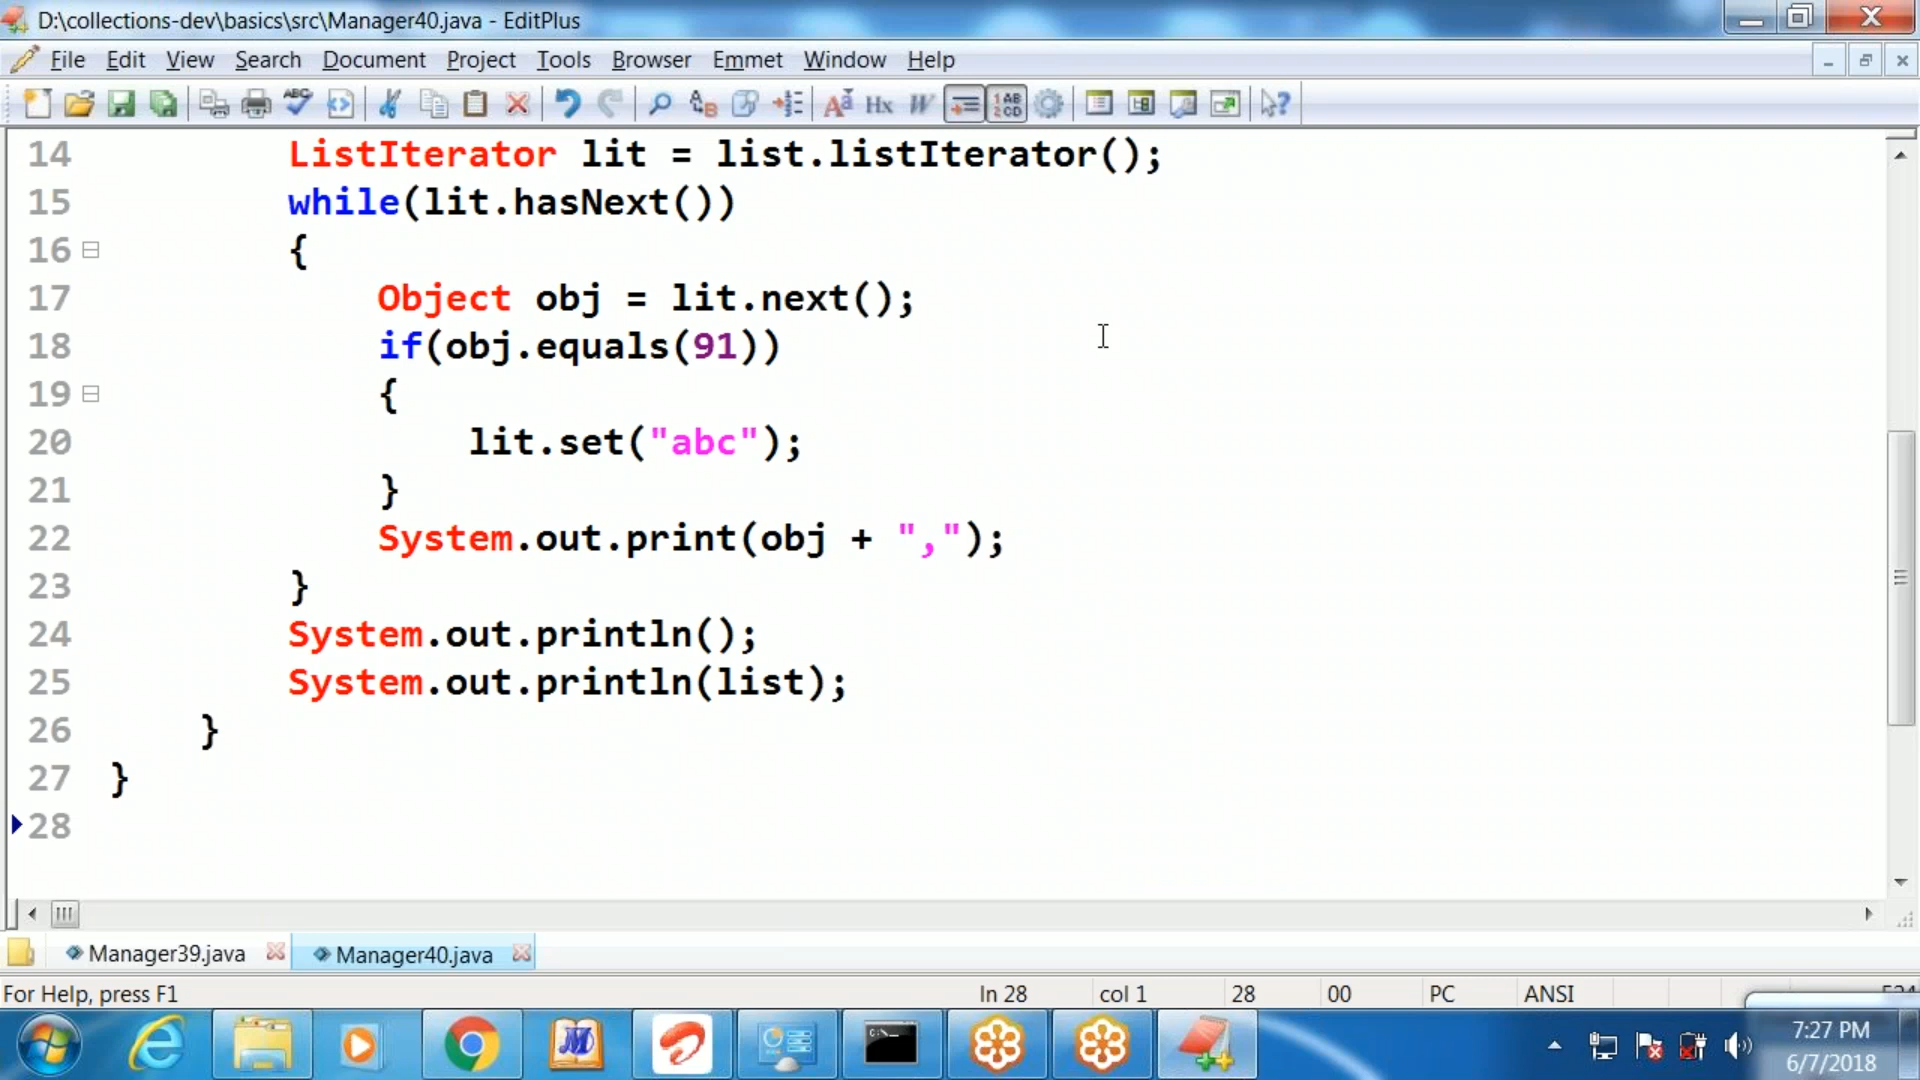 D:\collections-dev\basics\src\Manager40.java - EditPlus
File Edit View Search Document Project Tools Browser Emmet Window Help
14 ListIterator lit = list.listIterator();
15 while(lit.hasNext())
16 {
17 Object obj = lit.next();
18 if(obj.equals(91))
19 {
20 lit.set("abc");
21 }
22 System.out.print(obj + ",");
23 }
24 System.out.println();
25 System.out.println(list);
26 }
27 }
28
Manager39.java Manager40.java
For Help, press F1 ln 28 col 1 28 00 PC ANSI
7:27 PM
6/7/2018